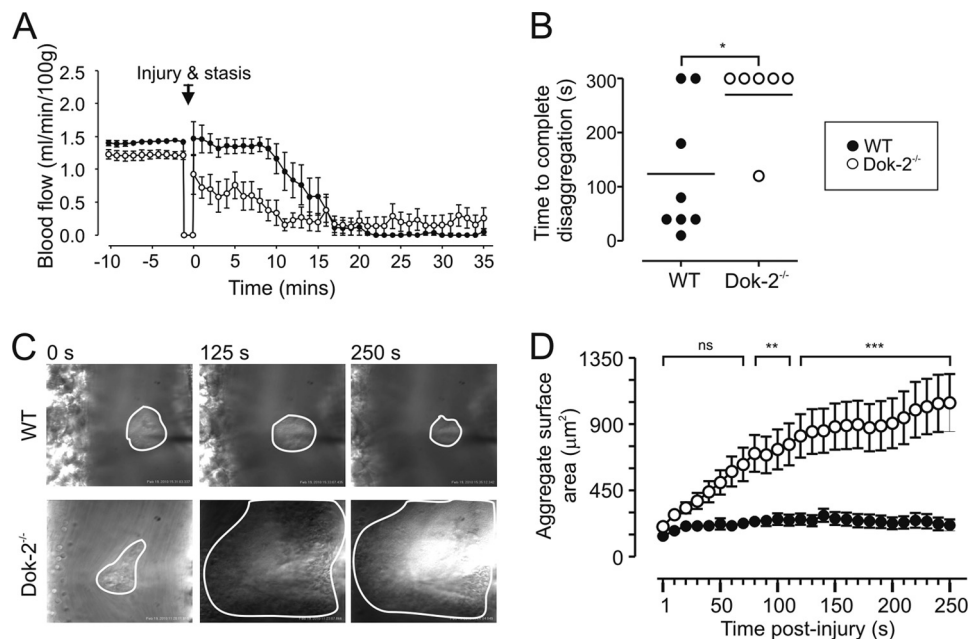 A
Injury & stasis
Blood flow (ml/min/100g)
2.5
2.0
1.5
1.0
0.5
0.0
-10 -5 0 5 10 15 20 25 30 35
Time (mins)
B
*
Time to complete
disaggregation (s)
300
200
100
0
WT Dok-2-/-
WT
Dok-2-/-
C
0 s 125 s 250 s
WT
Dok-2-/-
D
ns ** ***
Aggregate surface
area (µm2)
1350
900
450
0
1 50 100 150 200 250
Time post-injury (s)